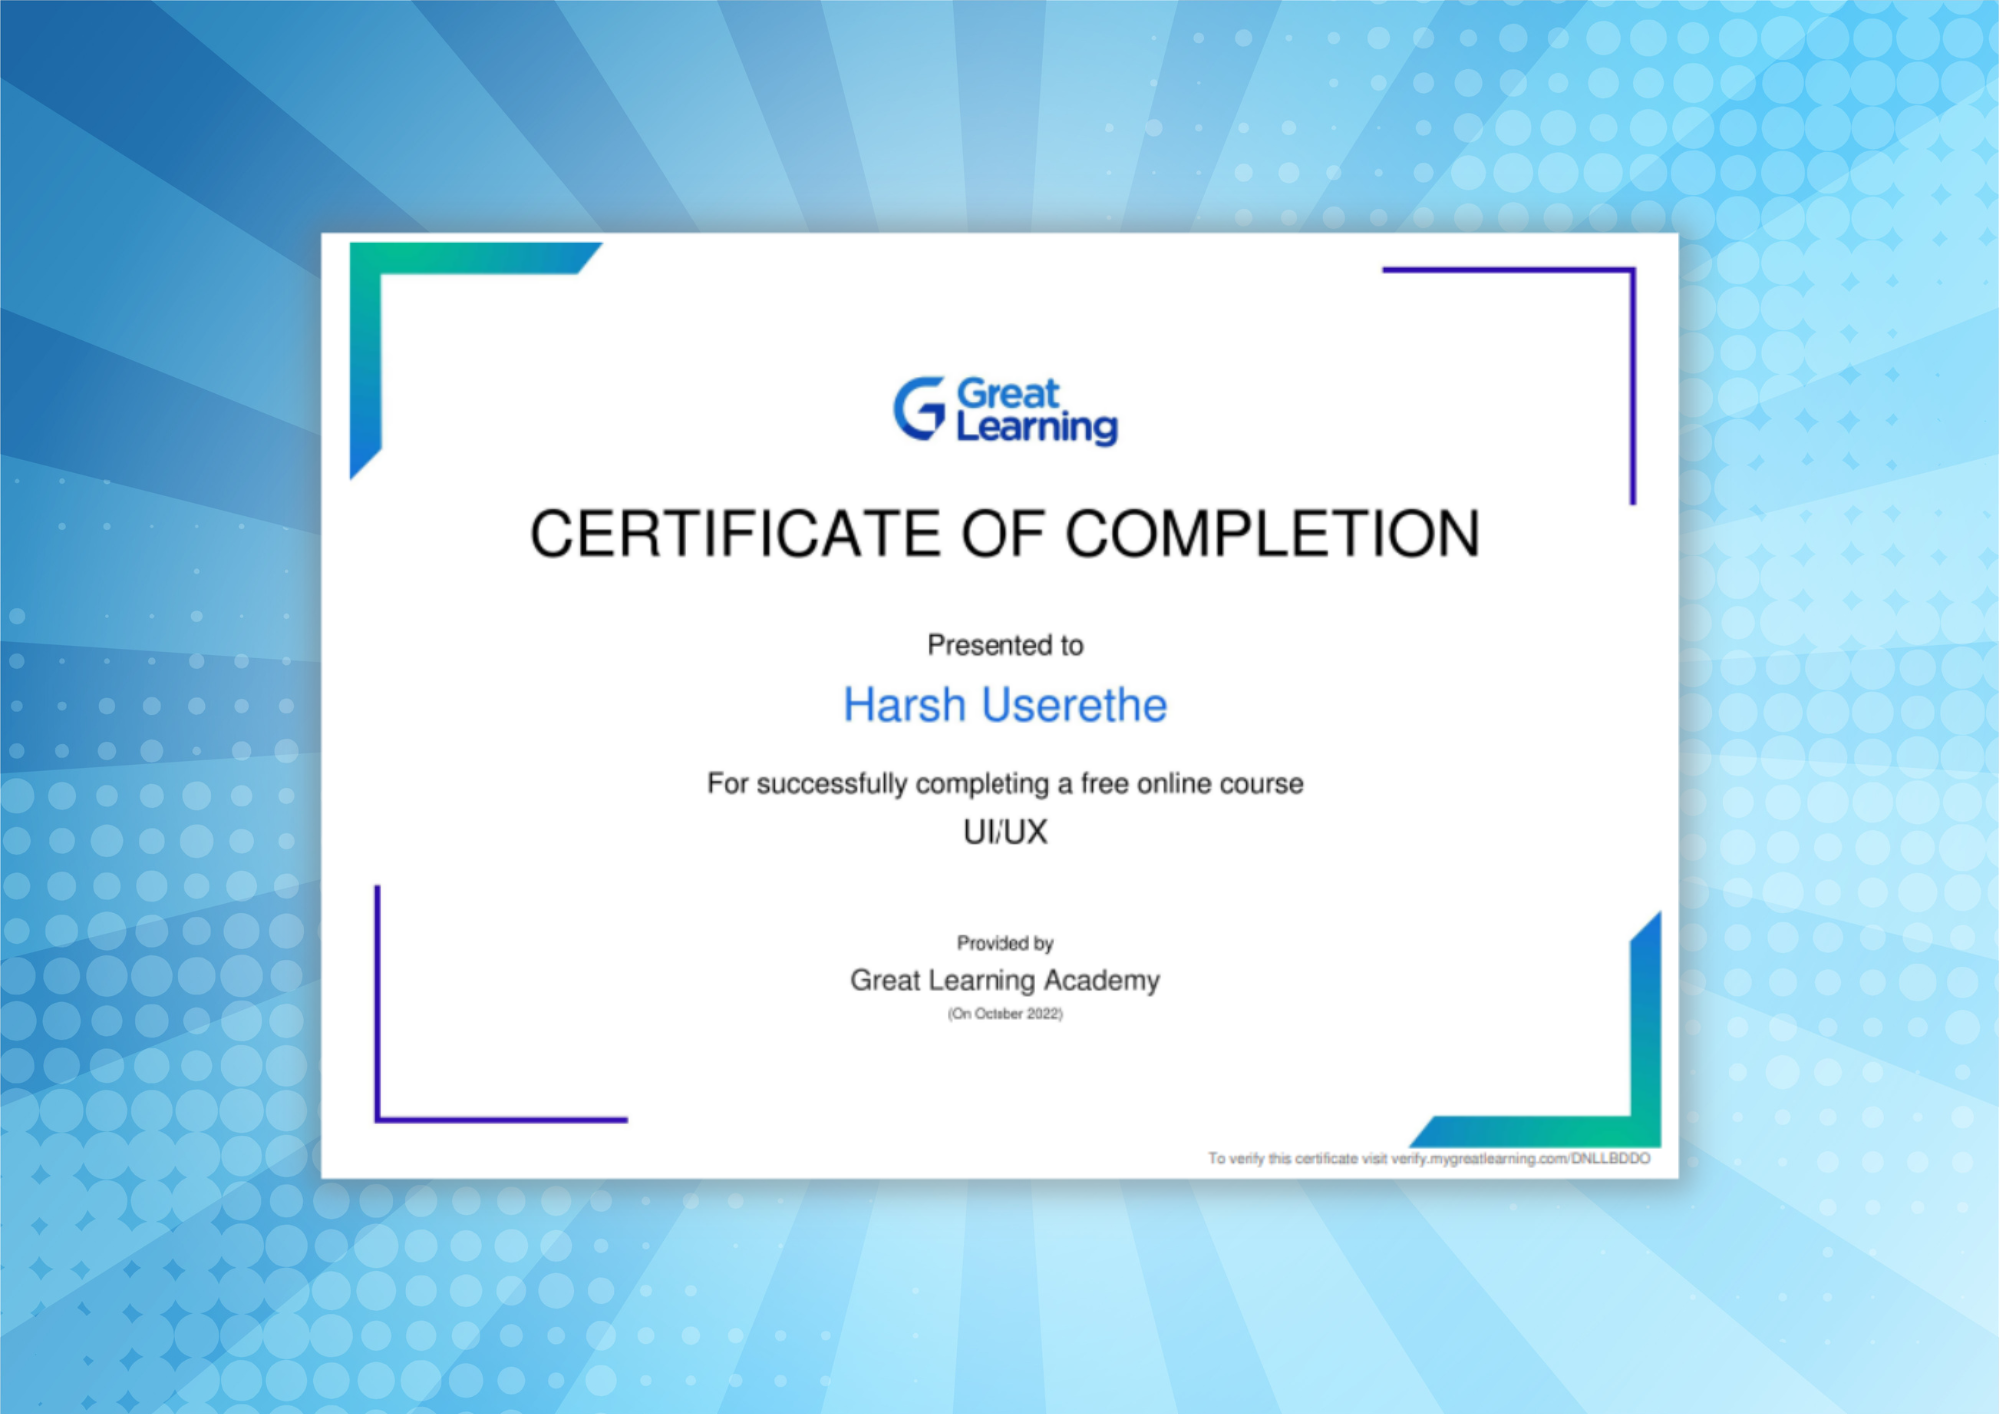 Great
Learning
CERTIFICATE OF COMPLETION
Presented to
Harsh Userethe
For successfully completing a free online course
UI/UX
Provided by
Great Learning Academy
(On October 2022)
To verify this certificate visit verify.mygreatlearning.com/DNLLBDDO